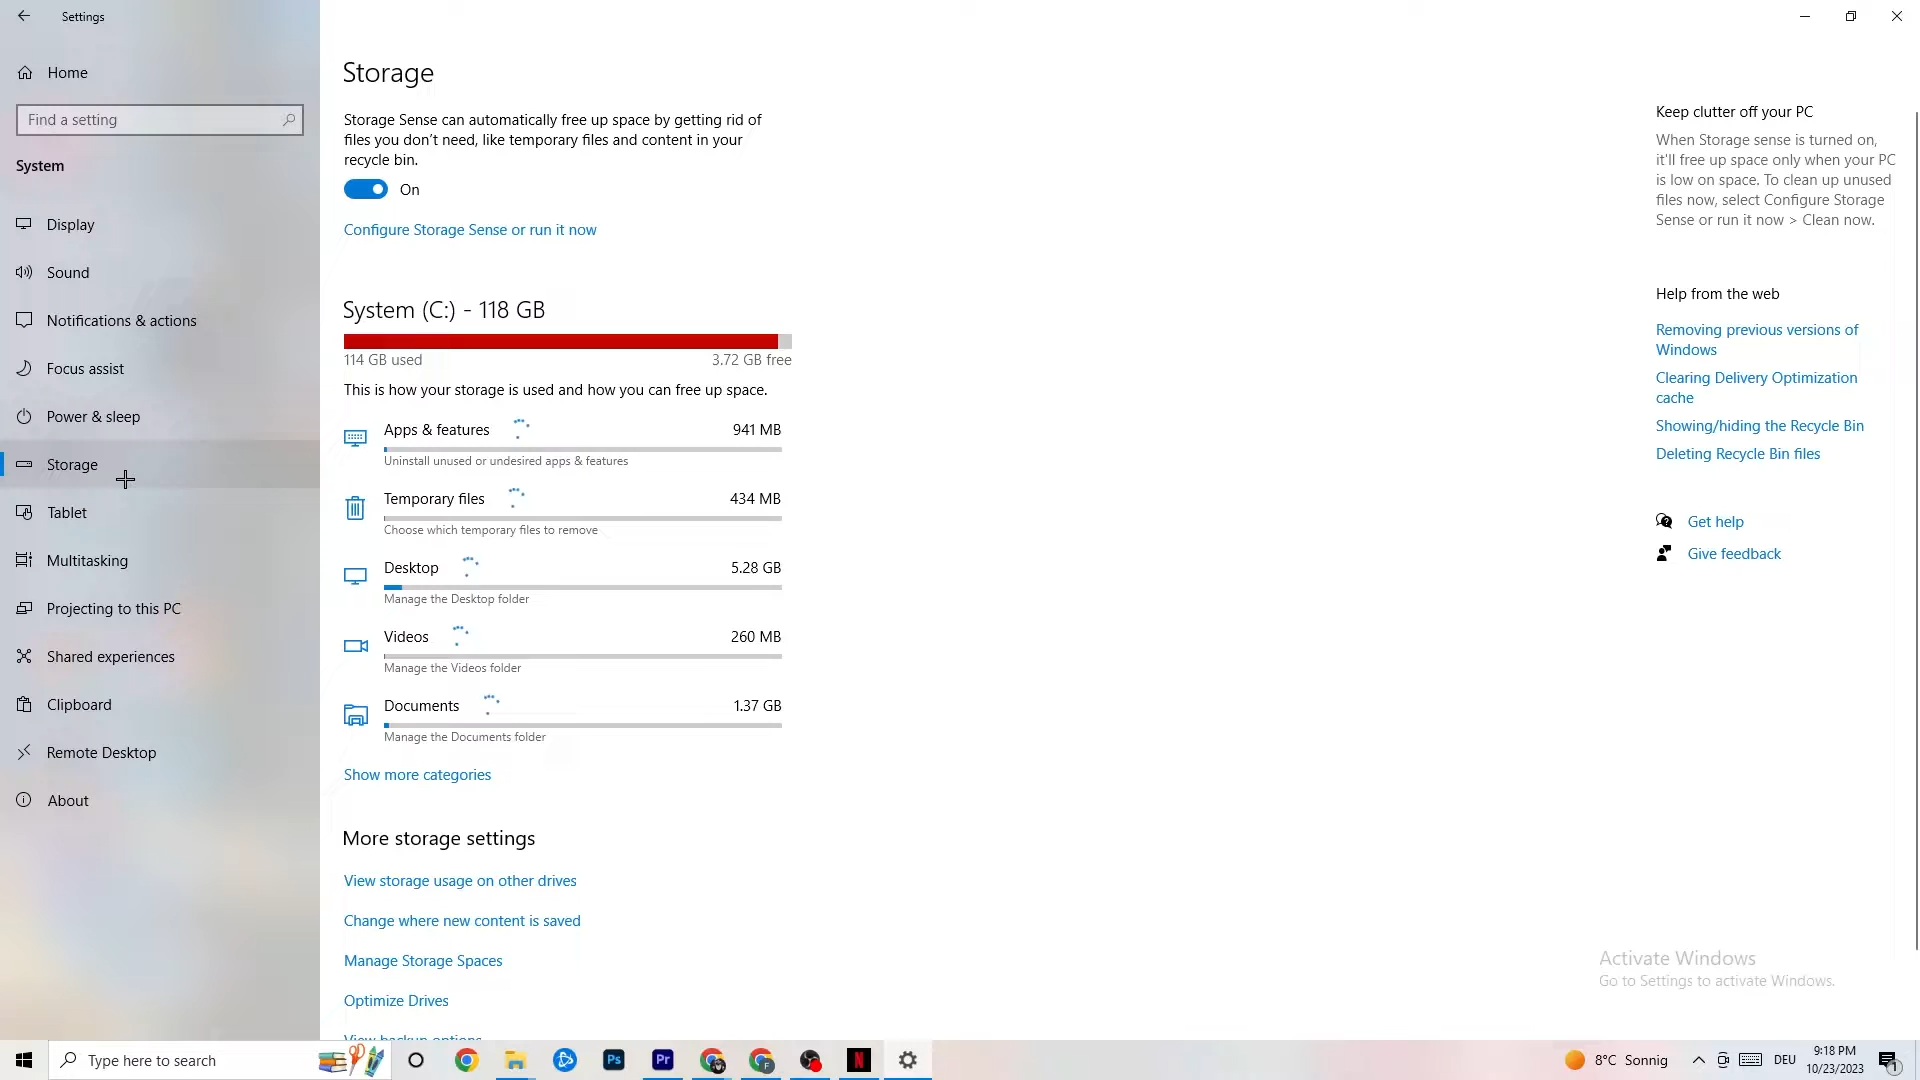 Settings
Home
Find a setting
System
Display
Sound
Notifications & actions
Focus assist
Power & sleep
Storage
Tablet
Multitasking
Projecting to this PC
Shared experiences
Clipboard
Remote Desktop
About
Storage
Storage Sense can automatically free up space by getting rid of
files you don't need, like temporary files and content in your
recycle bin.
On
Configure Storage Sense or run it now
System (C:) - 118 GB
114 GB used 3.72 GB free
This is how your storage is used and how you can free up space.
Apps & features 941 MB
Uninstall unused or undesired apps & features
Temporary files 434 MB
Choose which temporary files to remove
Desktop 5.28 GB
Manage the Desktop folder
Videos 260 MB
Manage the Videos folder
Documents 1.37 GB
Manage the Documents folder
Show more categories
More storage settings
View storage usage on other drives
Change where new content is saved
Manage Storage Spaces
Optimize Drives
View backup options
Keep clutter off your PC
When Storage sense is turned on,
it'll free up space only when your PC
is low on space. To clean up unused
files now, select Configure Storage
Sense or run it now > Clean now.
Help from the web
Removing previous versions of
Windows
Clearing Delivery Optimization
cache
Showing/hiding the Recycle Bin
Deleting Recycle Bin files
Get help
Give feedback
Activate Windows
Go to Settings to activate Windows.
Type here to search
Ps
Pr
F
N
8°C Sonnig
DEU
9:18 PM
10/23/2023
1